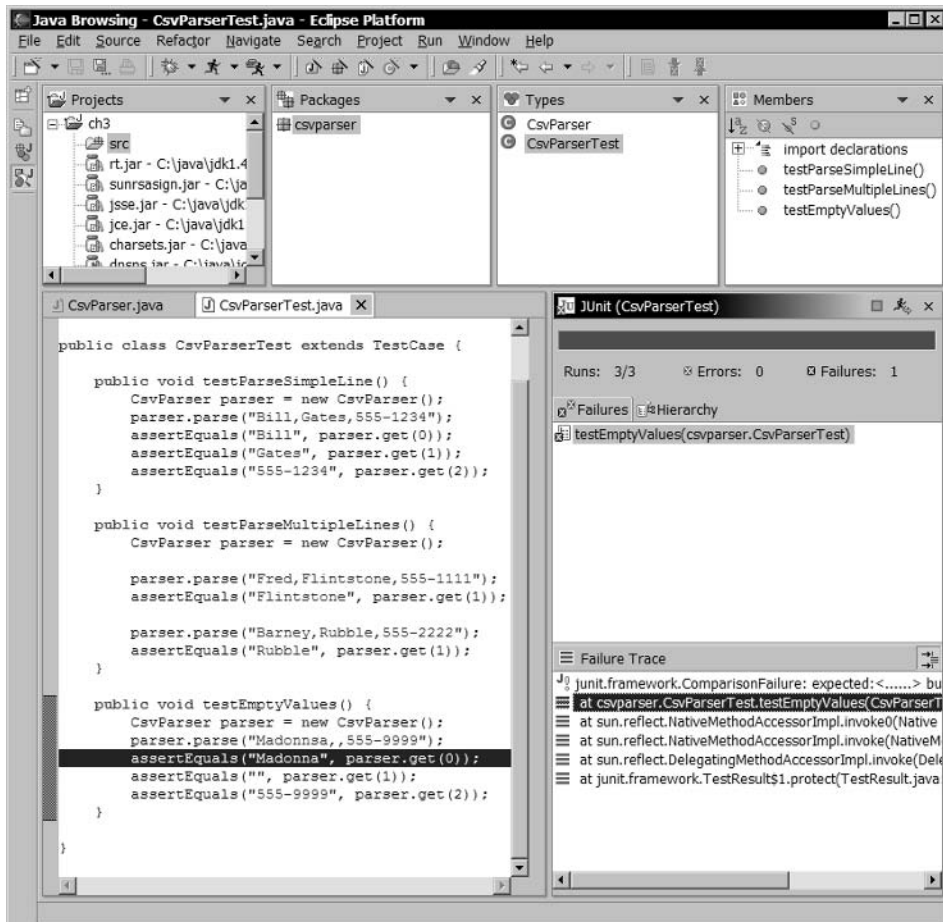 Java Browsing - CsvParserTest.java - Eclipse Platform
File Edit Source Refactor Navigate Search Project Run Window Help
Projects
ch3
src
rt.jar - C:\java\jdk1.4
sunrsasign.jar - C:\ja
jsse.jar - C:\java\jdk
jce.jar - C:\java\jdk1
charsets.jar - C:\java
dnsns.jar - C:\java\jd
Packages
csvparser
Types
CsvParser
CsvParserTest
Members
import declarations
testParseSimpleLine()
testParseMultipleLines()
testEmptyValues()
CsvParser.java
CsvParserTest.java
public class CsvParserTest extends TestCase {
public void testParseSimpleLine() {
CsvParser parser = new CsvParser();
parser.parse("Bill,Gates,555-1234");
assertEquals("Bill", parser.get(0));
assertEquals("Gates", parser.get(1));
assertEquals("555-1234", parser.get(2));
}
public void testParseMultipleLines() {
CsvParser parser = new CsvParser();
parser.parse("Fred,Flintstone,555-1111");
assertEquals("Flintstone", parser.get(1));
parser.parse("Barney,Rubble,555-2222");
assertEquals("Rubble", parser.get(1));
}
public void testEmptyValues() {
CsvParser parser = new CsvParser();
parser.parse("Madonnsa,,555-9999");
assertEquals("Madonna", parser.get(0));
assertEquals("", parser.get(1));
assertEquals("555-9999", parser.get(2));
}
}
JUnit (CsvParserTest)
Runs: 3/3 Errors: 0 Failures: 1
Failures Hierarchy
testEmptyValues(csvparser.CsvParserTest)
Failure Trace
junit.framework.ComparisonFailure: expected:<......> bu
at csvparser.CsvParserTest.testEmptyValues(CsvParserT
at sun.reflect.NativeMethodAccessorImpl.invoke0(Native
at sun.reflect.NativeMethodAccessorImpl.invoke(NativeM
at sun.reflect.DelegatingMethodAccessorImpl.invoke(Dele
at junit.framework.TestResult$1.protect(TestResult.java